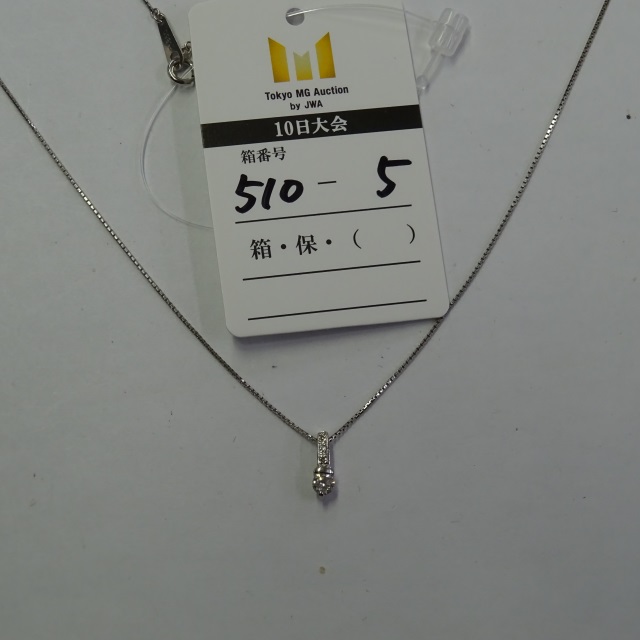 Tokyo MG Auction
by JWA
10日大会
箱番号
510 - 5
箱・保・（　　）